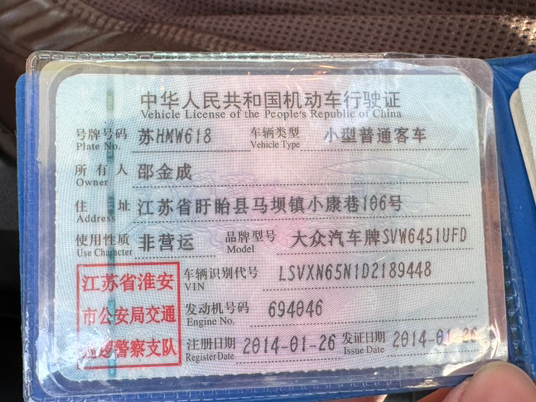 中华人民共和国机动车行驶证
Vehicle License of the People's Republic of China
号牌号码 苏HMW618 车辆类型 小型普通客车
Plate No. Vehicle Type
所有人 邵金成
Owner
住址 江苏省盱眙县马坝镇小康巷106号
Address
使用性质 非营运 品牌型号 大众汽车牌SVW6451UFD
Use Character Model
江苏省淮安
市公安局交通
巡逻警察支队
车辆识别代号 LSVXN65N1D2189448
VIN
发动机号码 694046
Engine No.
注册日期 2014-01-26 发证日期 2014-01-26
Register Date Issue Date